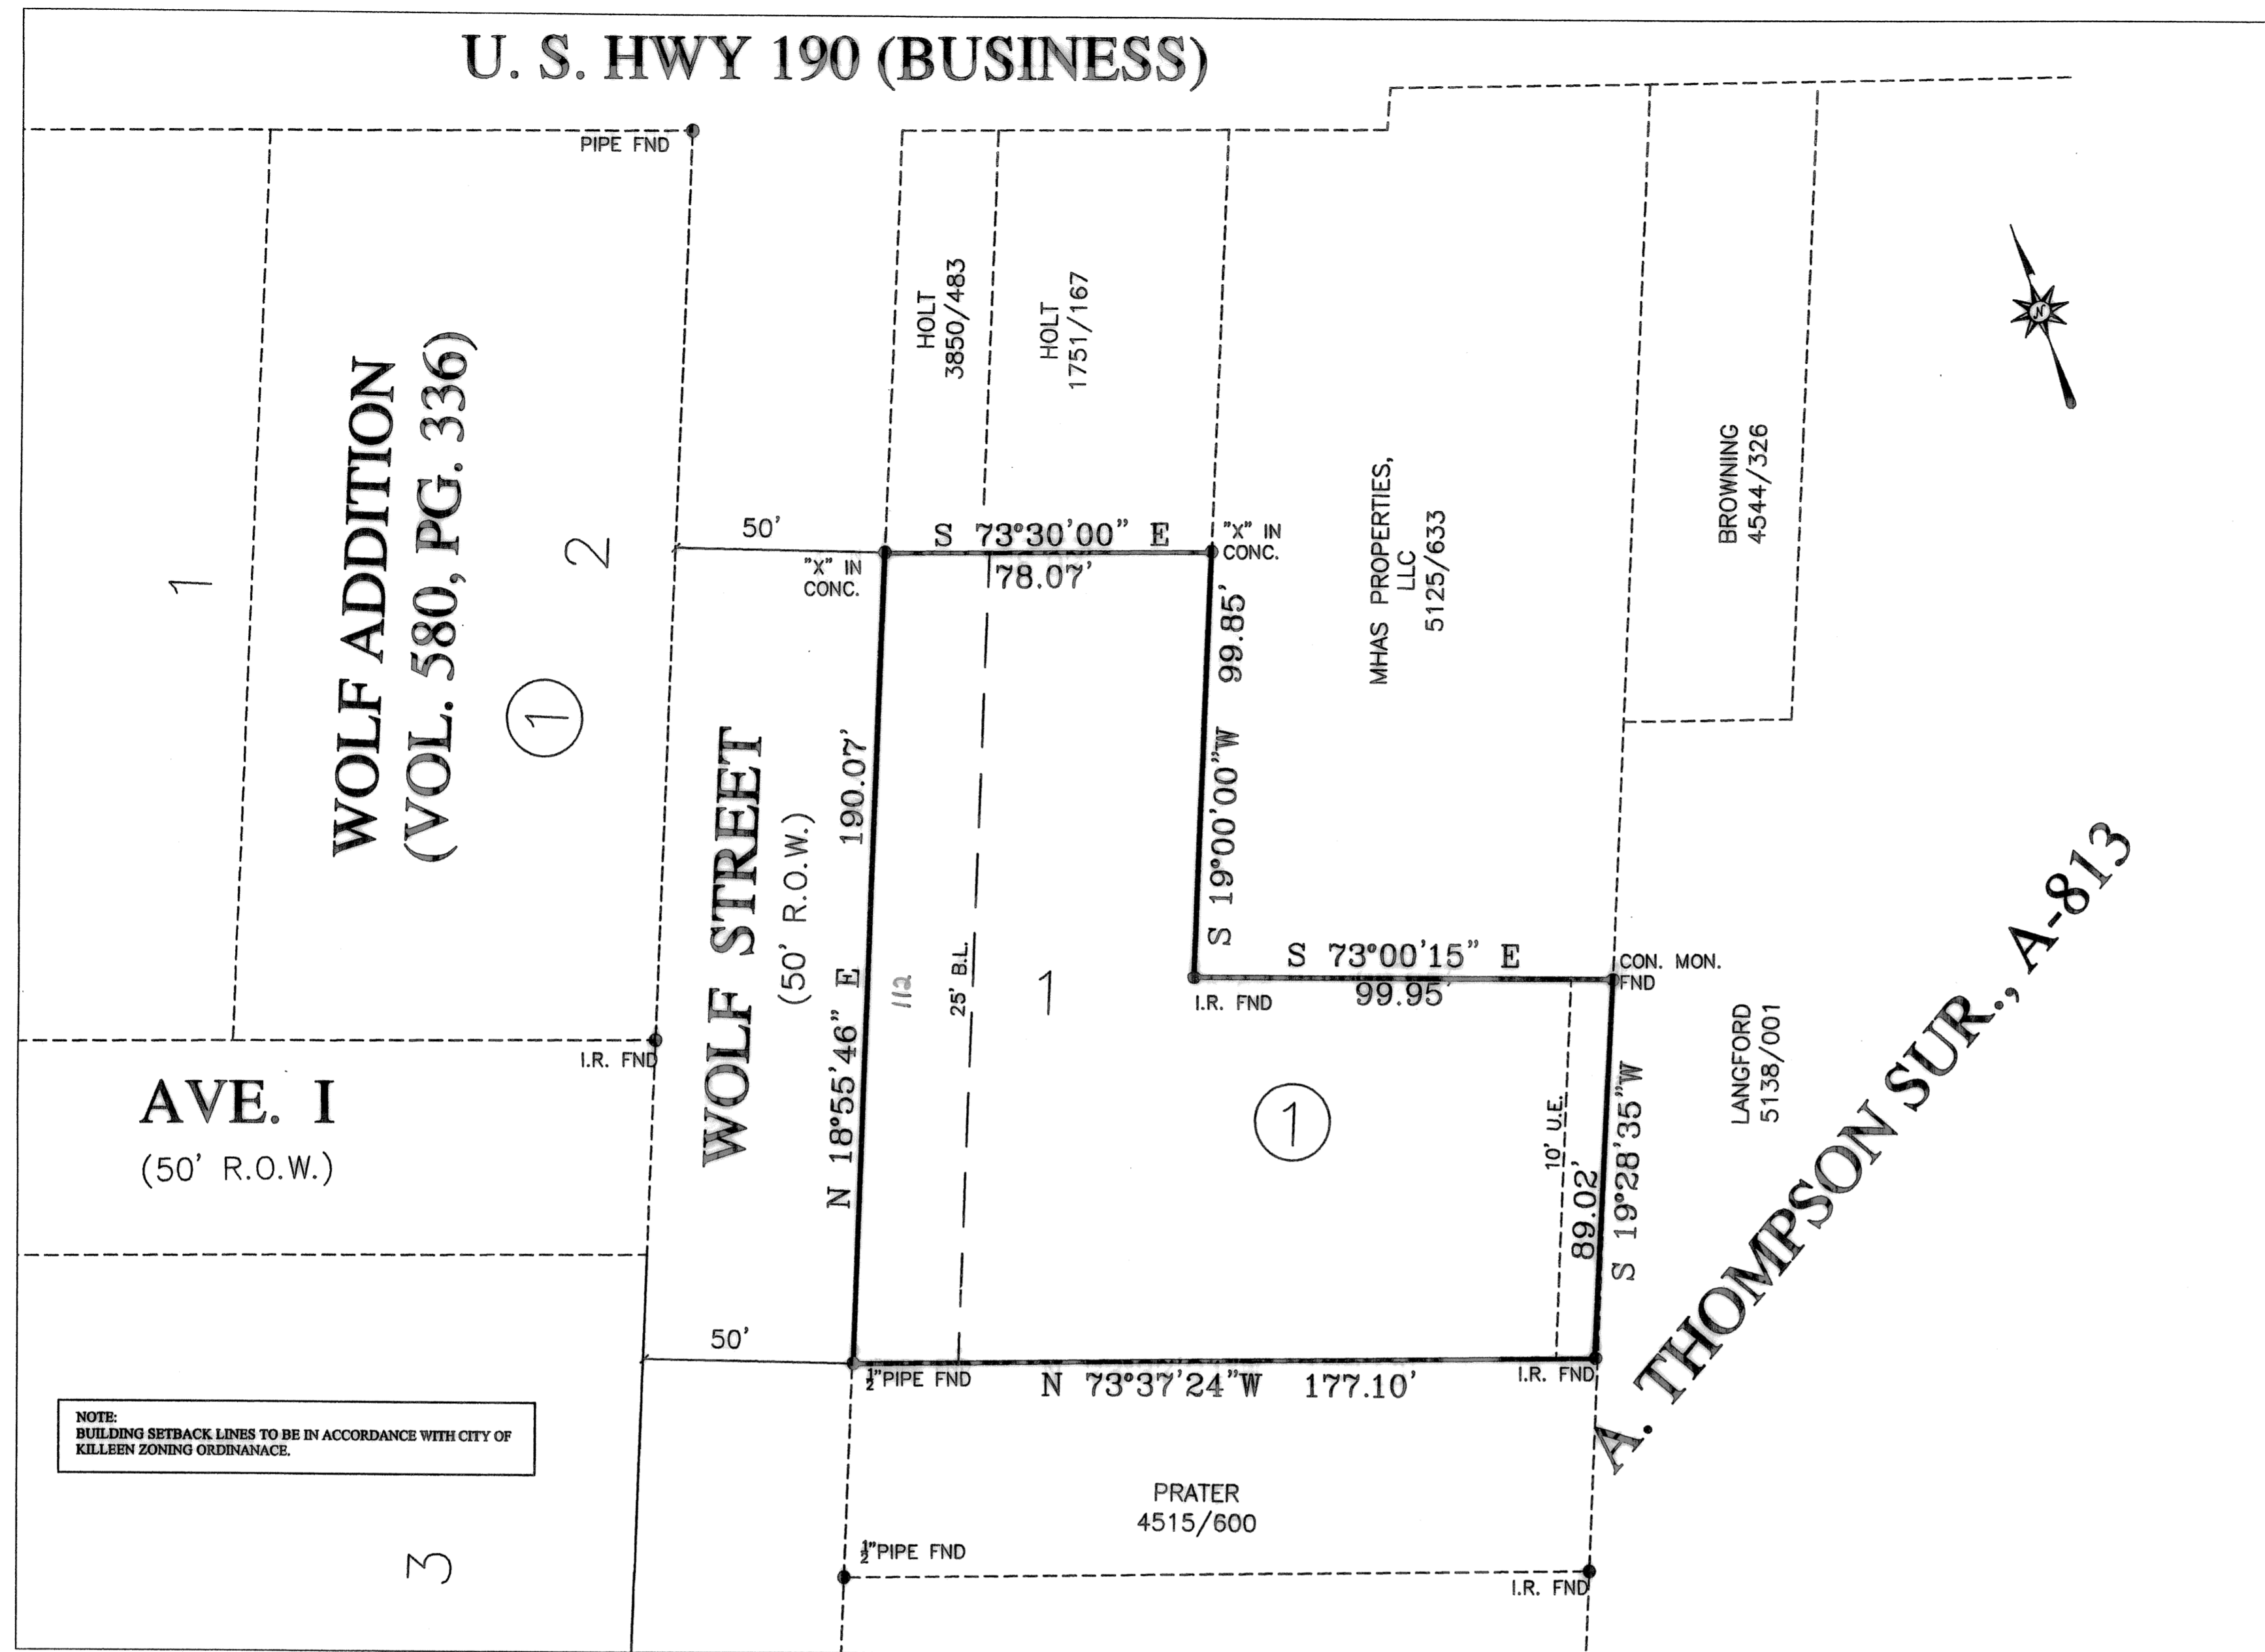 U. S. HWY 190 (BUSINESS)
PIPE FND
HOLT
3850/483
HOLT
1751/167
N
WOLF ADDITION
(VOL. 580, PG. 336)
1
2
1
MHAS PROPERTIES,
LLC
5125/633
BROWNING
4544/326
50'
S 73°30'00" E
78.07'
"X" IN
CONC.
"X" IN
CONC.
S 19°00'00"W 99.85'
N 18°55'46" E 190.07'
WOLF STREET
(50' R.O.W.)
112
25' B.L.
1
S 73°00'15" E
99.95'
I.R. FND
CON. MON.
FND
I.R. FND
AVE. I
(50' R.O.W.)
1
10' U.E.
89.02'
S 19°28'35"W
LANGFORD
5138/001
A. THOMPSON SUR., A-813
50'
½"PIPE FND
N 73°37'24"W 177.10'
I.R. FND
NOTE:
BUILDING SETBACK LINES TO BE IN ACCORDANCE WITH CITY OF
KILLEEN ZONING ORDINANACE.
3
PRATER
4515/600
½"PIPE FND
I.R. FND